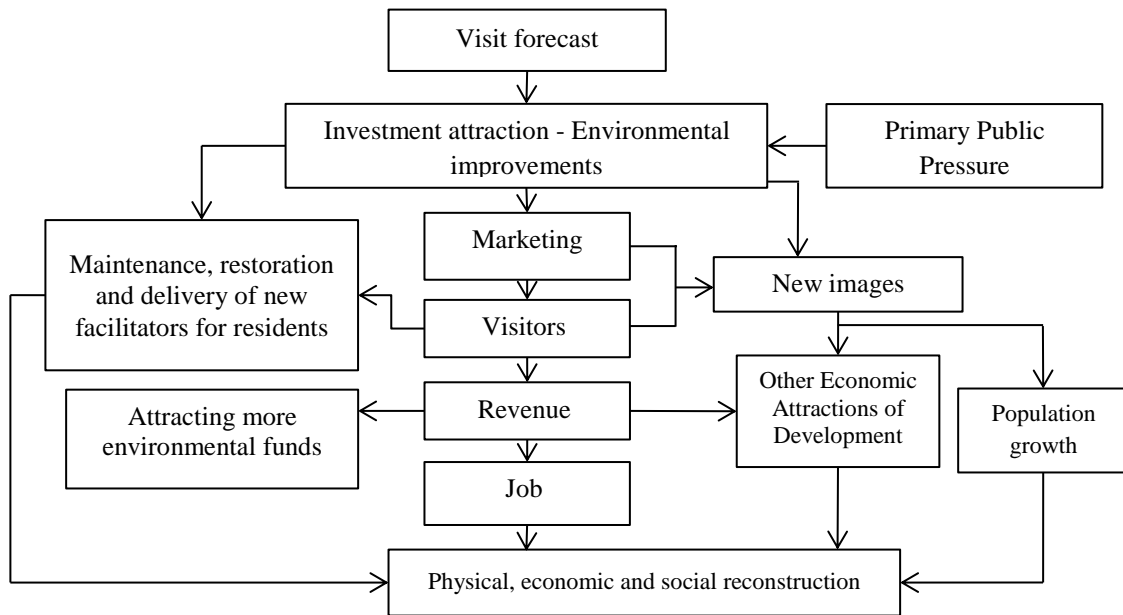 Visit forecast
Investment attraction - Environmental
improvements
Primary Public
Pressure
Marketing
Maintenance, restoration
and delivery of new
facilitators for residents
New images
Visitors
Other Economic
Attractions of
Development
Attracting more
environmental funds
Revenue
Population
growth
Job
Physical, economic and social reconstruction